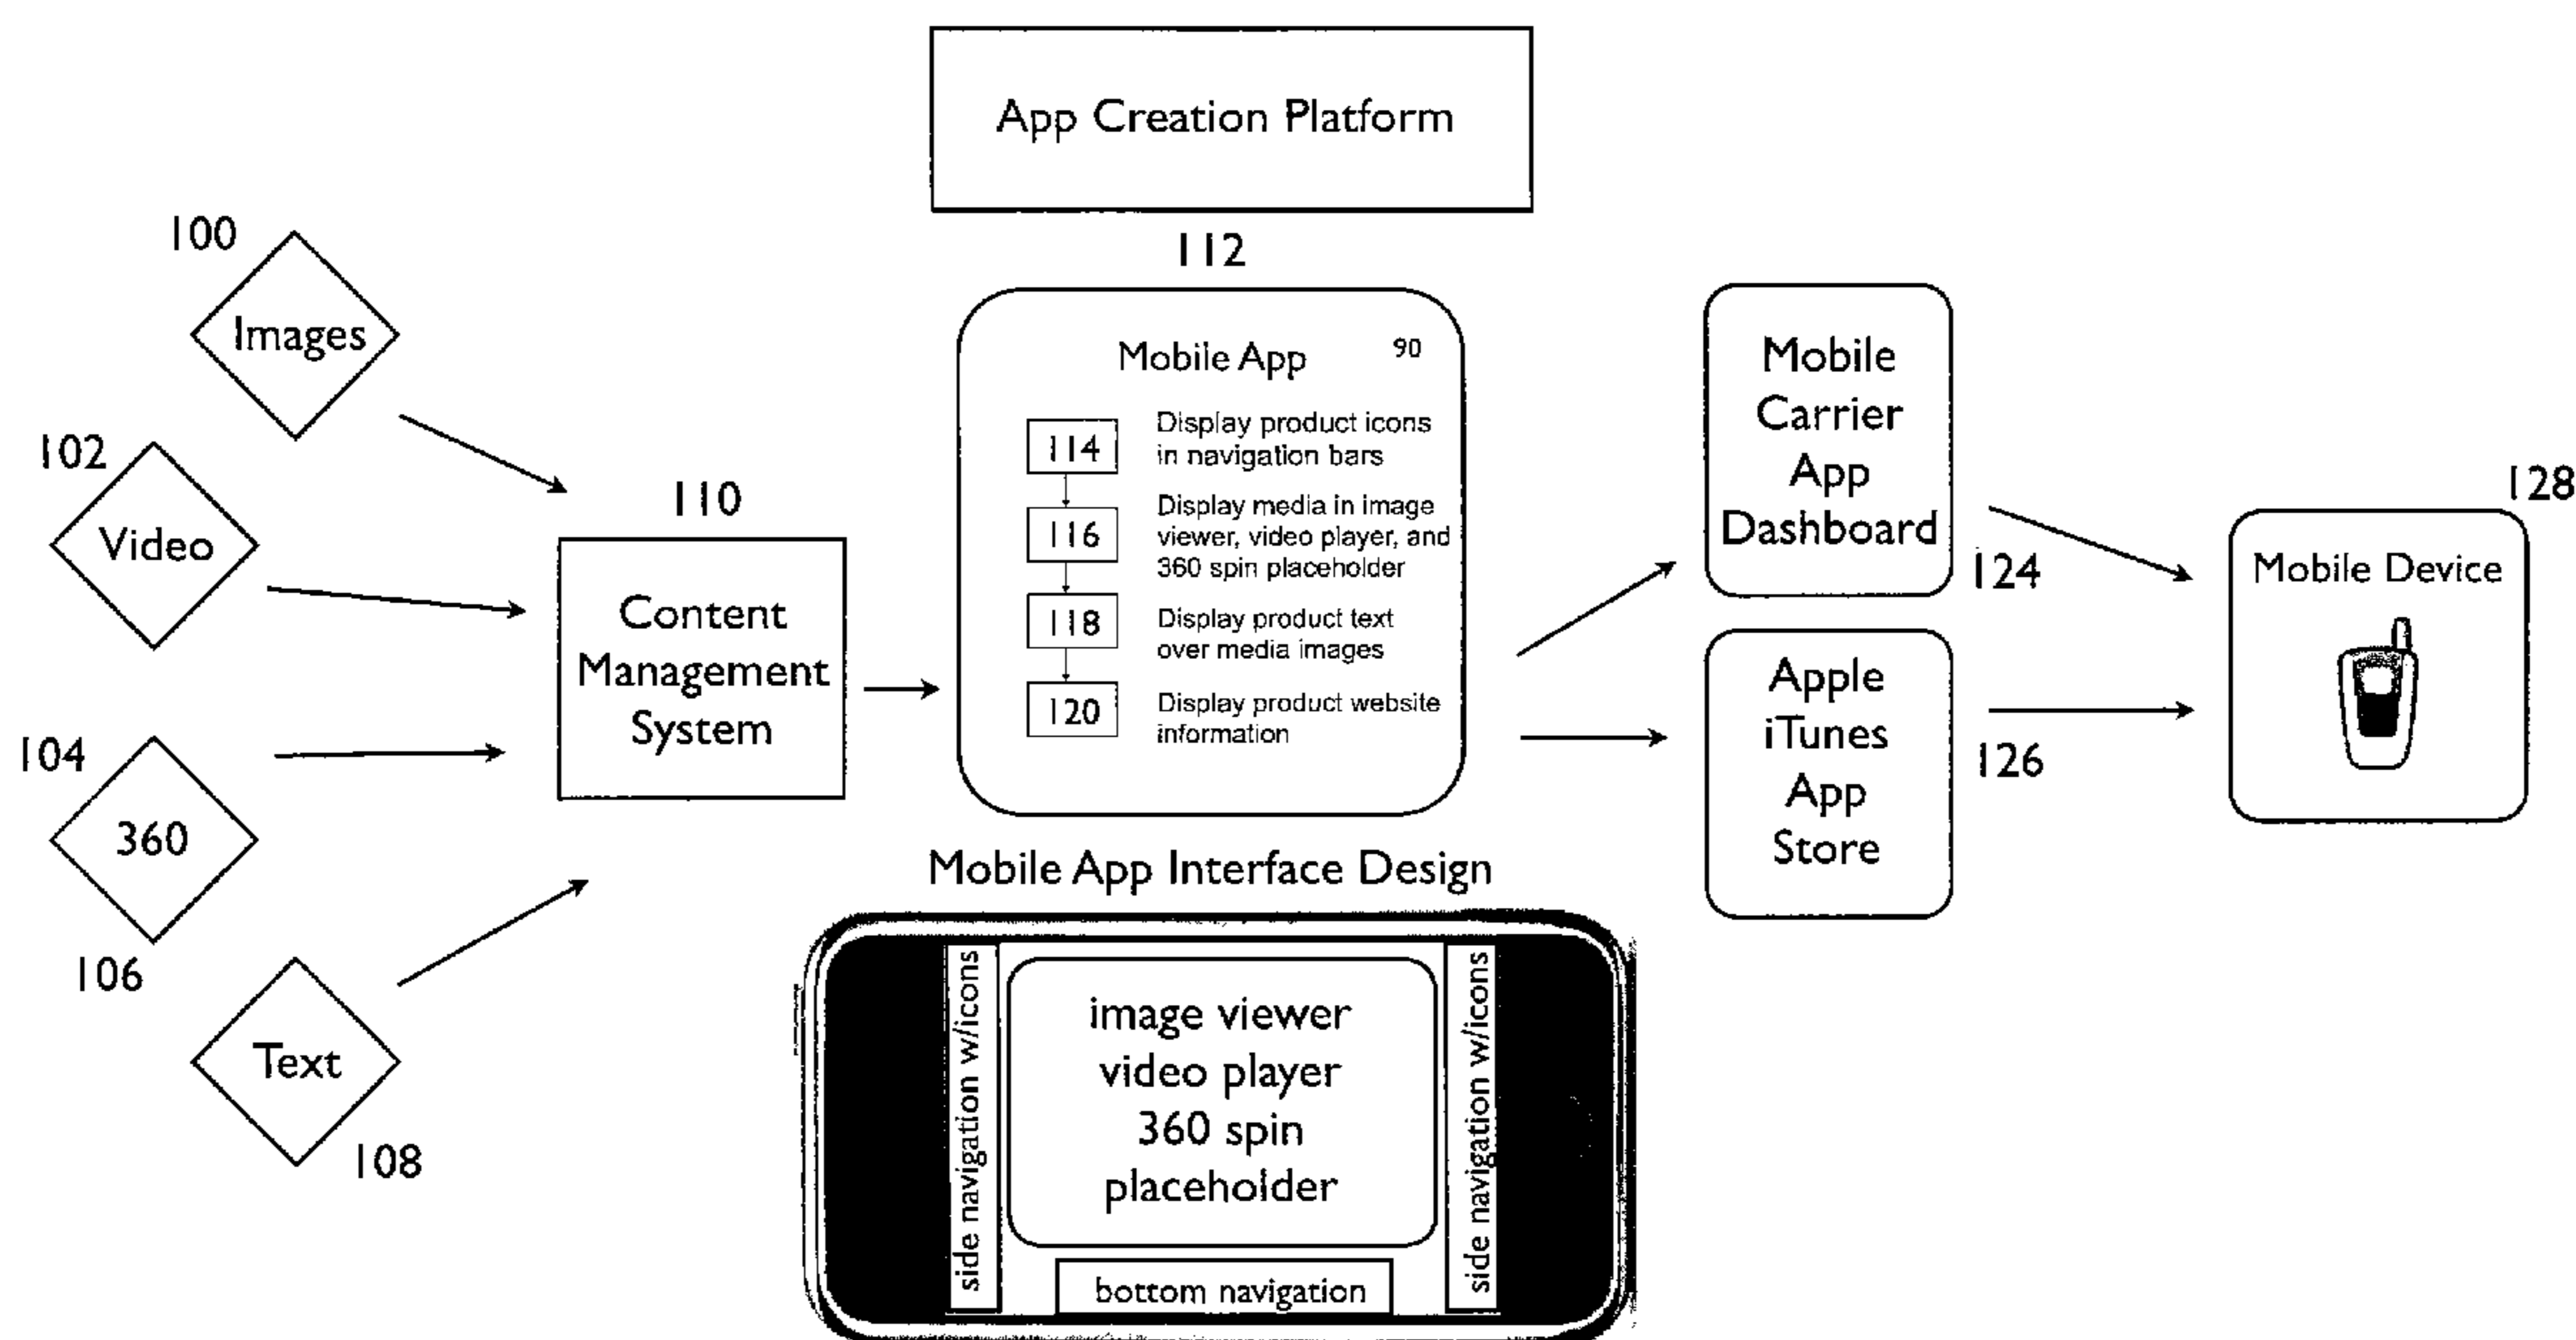 App Creation Platform
112
100
Images
102
Video
104
360
106
Text
108
110
Content
Management
System
Mobile App
90
114
Display product icons
in navigation bars
116
Display media in image
viewer, video player, and
360 spin placeholder
118
Display product text
over media images
120
Display product website
information
Mobile
Carrier
App
Dashboard
124
Apple
iTunes
App
Store
126
128
Mobile Device
Mobile App Interface Design
side navigation w/icons
image viewer
video player
360 spin
placeholder
side navigation w/icons
bottom navigation